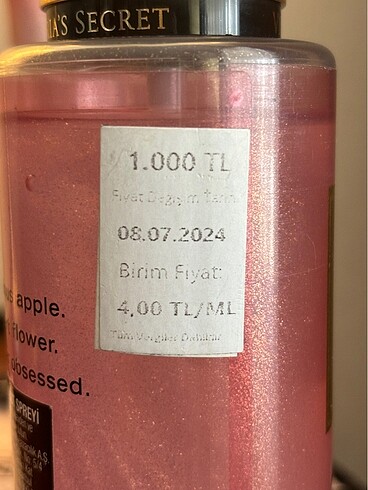 A'S SECRET
1.000 TL
Fiyat Değişim Tarihi
08.07.2024
Birim Fiyat:
4,00 TL/ML
Tüm Vergiler Dahildir
apple.
flower.
obsessed.
SPREYİ